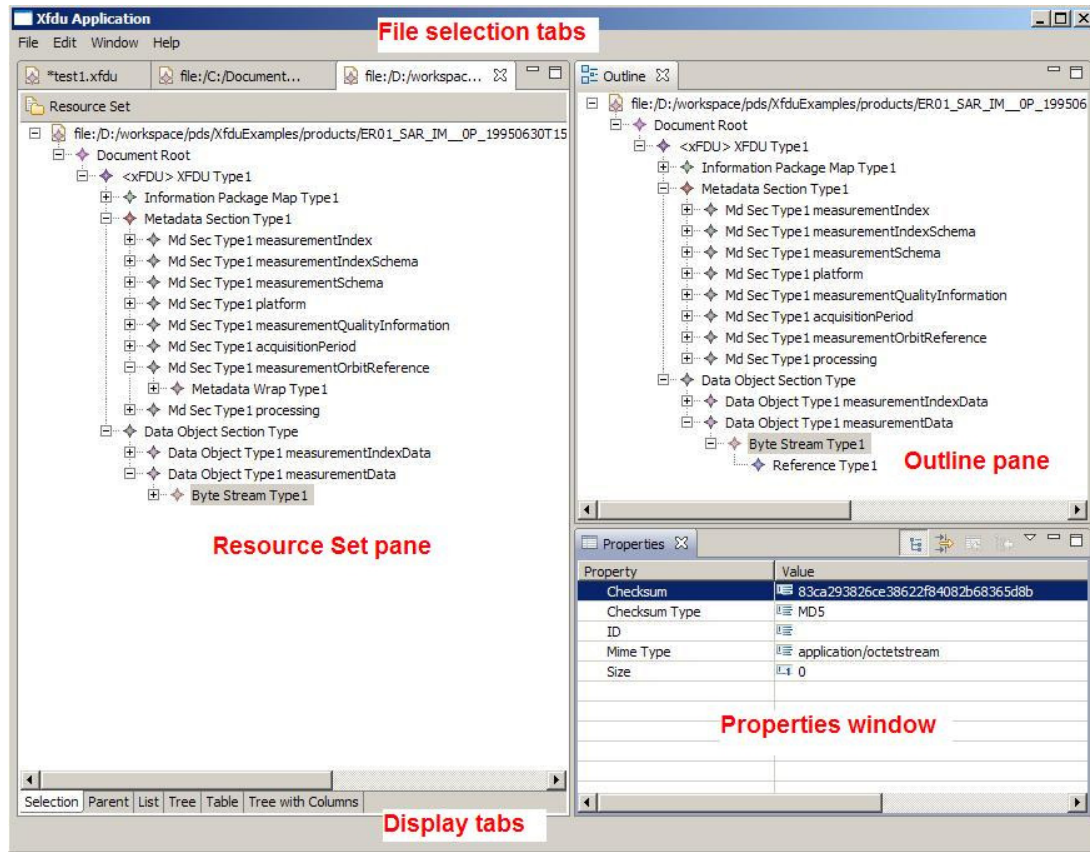 Xfdu Application
File selection tabs
File Edit Window Help
*test1.xfdu
file:/C:/Document...
file:/D:/workspac...
Resource Set
file:/D:/workspace/pds/XfduExamples/products/ER01_SAR_IM__0P_19950630T15
Document Root
<xFDU> XFDU Type1
Information Package Map Type1
Metadata Section Type1
Md Sec Type1 measurementIndex
Md Sec Type1 measurementIndexSchema
Md Sec Type1 measurementSchema
Md Sec Type1 platform
Md Sec Type1 measurementQualityInformation
Md Sec Type1 acquisitionPeriod
Md Sec Type1 measurementOrbitReference
Metadata Wrap Type1
Md Sec Type1 processing
Data Object Section Type
Data Object Type1 measurementIndexData
Data Object Type1 measurementData
Byte Stream Type1
Resource Set pane
Selection Parent List Tree Table Tree with Columns
Display tabs
Outline
file:/D:/workspace/pds/XfduExamples/products/ER01_SAR_IM__0P_199506
Document Root
<xFDU> XFDU Type1
Information Package Map Type1
Metadata Section Type1
Md Sec Type1 measurementIndex
Md Sec Type1 measurementIndexSchema
Md Sec Type1 measurementSchema
Md Sec Type1 platform
Md Sec Type1 measurementQualityInformation
Md Sec Type1 acquisitionPeriod
Md Sec Type1 measurementOrbitReference
Md Sec Type1 processing
Data Object Section Type
Data Object Type1 measurementIndexData
Data Object Type1 measurementData
Byte Stream Type1
Reference Type1
Outline pane
Properties
Property Value
Checksum 83ca293826ce38622f84082b68365d8b
Checksum Type MD5
ID
Mime Type application/octetstream
Size 0
Properties window